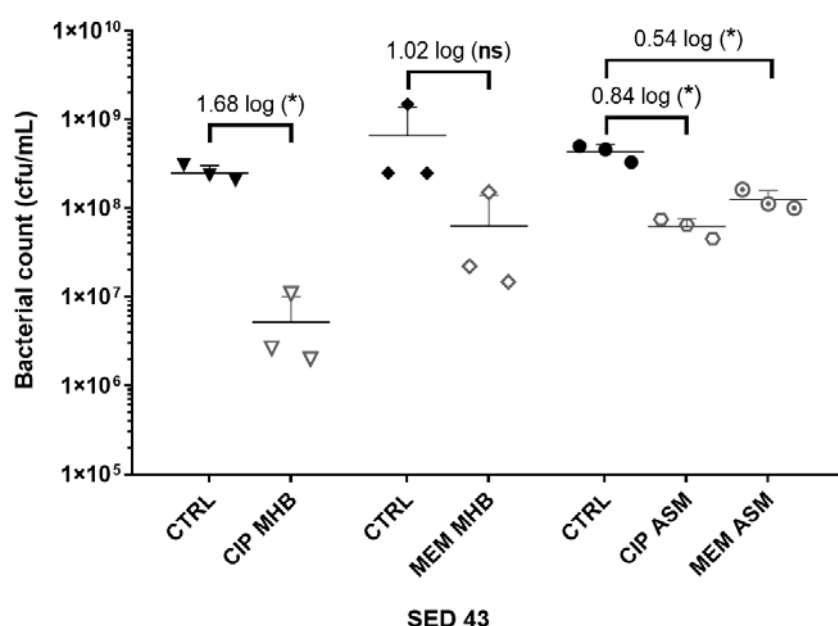 Bacterial count (cfu/mL)
1×10¹⁰
1×10⁹
1×10⁸
1×10⁷
1×10⁶
1×10⁵
1.68 log (*)
1.02 log (ns)
0.54 log (*)
0.84 log (*)
CTRL
CIP MHB
CTRL
MEM MHB
CTRL
CIP ASM
MEM ASM
SED 43